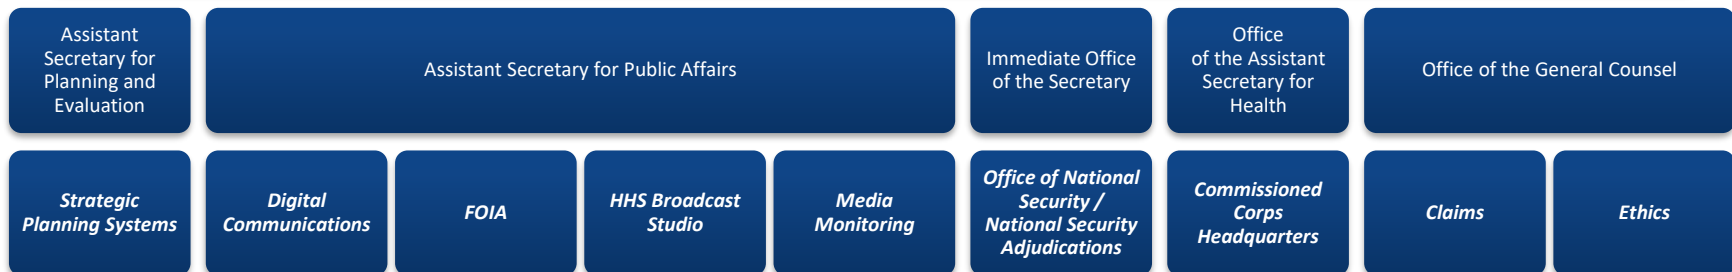 Assistant
Secretary for
Planning and
Evaluation
Assistant Secretary for Public Affairs
Immediate Office
of the Secretary
Office
of the Assistant
Secretary for
Health
Office of the General Counsel
Strategic
Planning Systems
Digital
Communications
FOIA
HHS Broadcast
Studio
Media
Monitoring
Office of National
Security /
National Security
Adjudications
Commissioned
Corps
Headquarters
Claims
Ethics